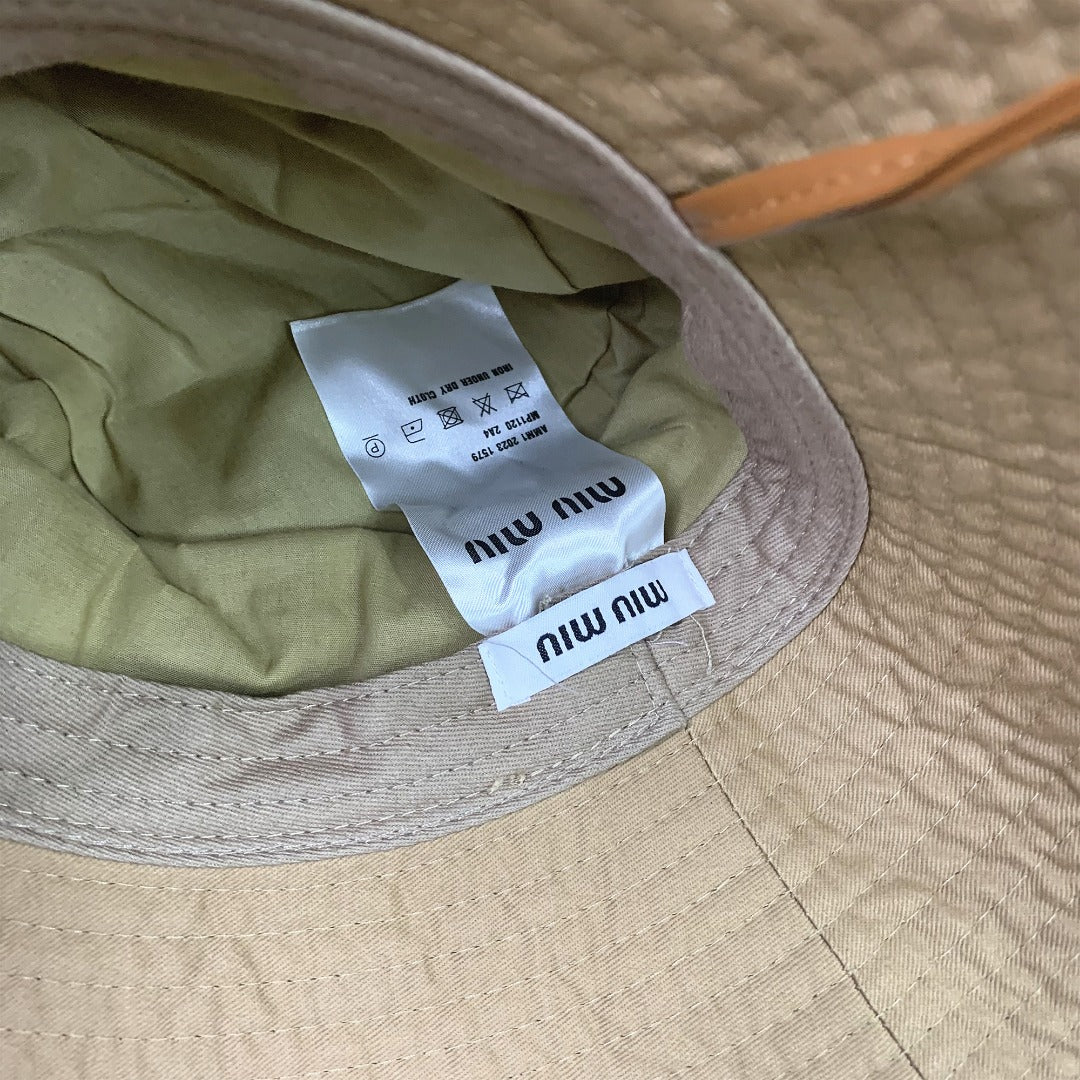 MIU MIU
MIU MIU
AMH1 2023 1579
MP1120 2A4
P
IRON UNDER DRY CLOTH